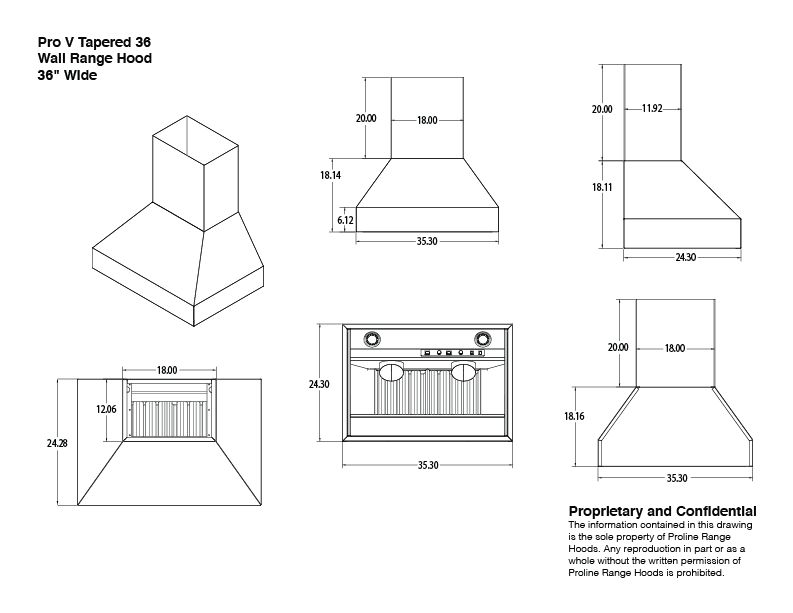 Pro V Tapered 36
Wall Range Hood
36" Wide
20.00
18.00
18.14
6.12
35.30
20.00
11.92
18.11
24.30
18.00
12.06
24.28
24.30
35.30
20.00
18.00
18.16
35.30
Proprietary and Confidential
The information contained in this drawing
is the sole property of Proline Range
Hoods. Any reproduction in part or as a
whole without the written permission of
Proline Range Hoods is prohibited.